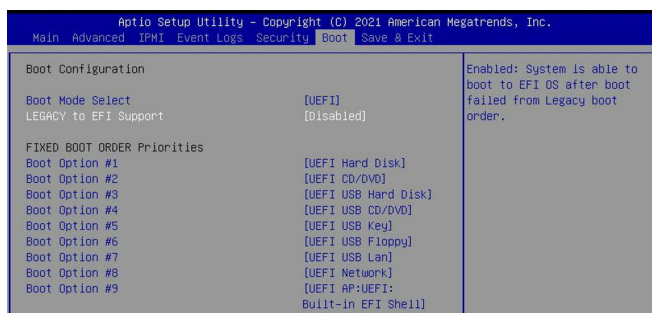 Aptio Setup Utility – Copyright (C) 2021 American Megatrends, Inc.
Main Advanced IPMI Event Logs Security Boot Save & Exit
Boot Configuration
Boot Mode Select [UEFI]
LEGACY to EFI Support [Disabled]
FIXED BOOT ORDER Priorities
Boot Option #1 [UEFI Hard Disk]
Boot Option #2 [UEFI CD/DVD]
Boot Option #3 [UEFI USB Hard Disk]
Boot Option #4 [UEFI USB CD/DVD]
Boot Option #5 [UEFI USB Key]
Boot Option #6 [UEFI USB Floppy]
Boot Option #7 [UEFI USB Lan]
Boot Option #8 [UEFI Network]
Boot Option #9 [UEFI AP:UEFI:
Built-in EFI Shell]
Enabled: System is able to
boot to EFI OS after boot
failed from Legacy boot
order.